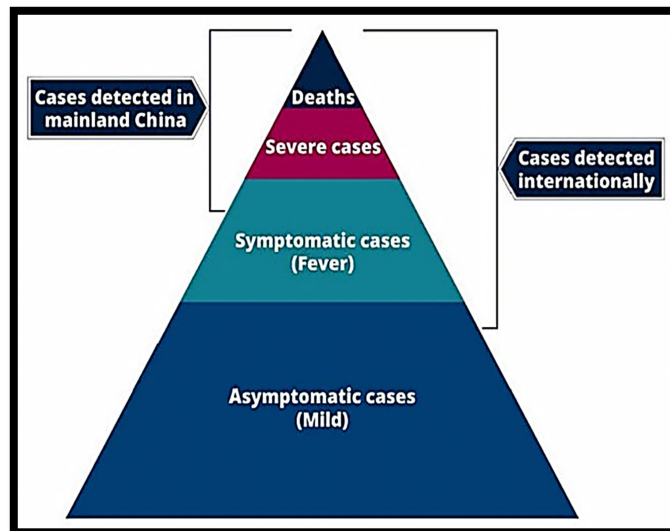 Deaths
Cases detected in
mainland China
Severe cases
Cases detected
internationally
Symptomatic cases
(Fever)
Asymptomatic cases
(Mild)